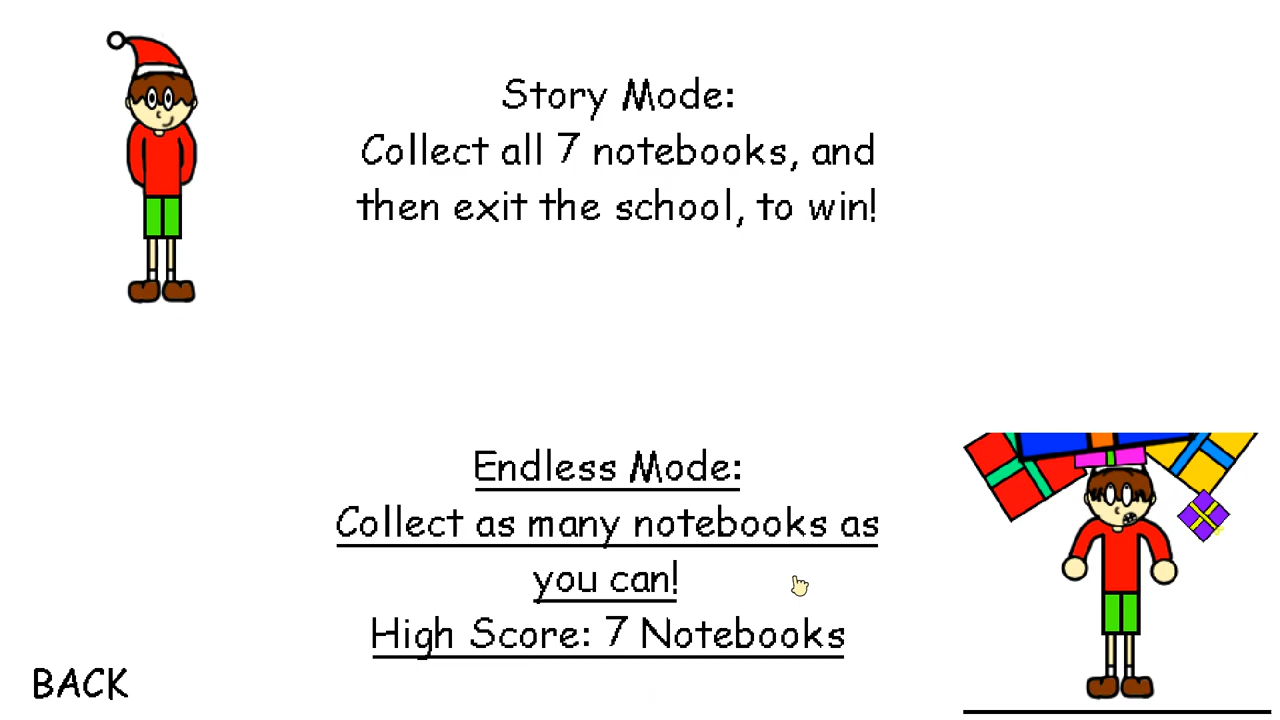 Story Mode:
Collect all 7 notebooks, and
then exit the school, to win!
Endless Mode:
Collect as many notebooks as
you can!
High Score: 7 Notebooks
BACK